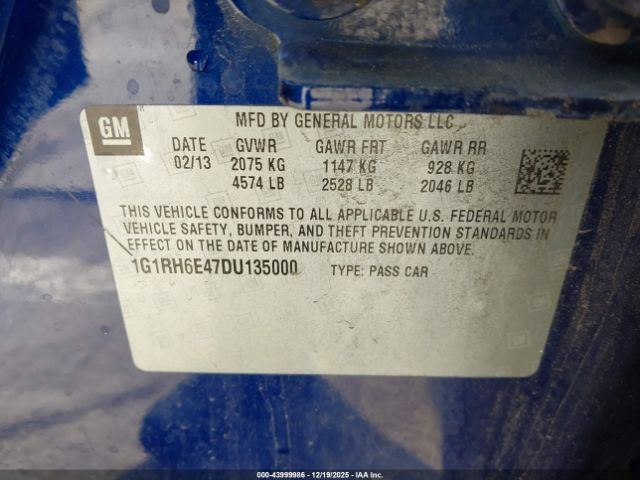 GM
MFD BY GENERAL MOTORS LLC
DATE GVWR GAWR FRT GAWR RR
02/13 2075 KG 1147 KG 928 KG
4574 LB 2528 LB 2046 LB
THIS VEHICLE CONFORMS TO ALL APPLICABLE U.S. FEDERAL MOTOR
VEHICLE SAFETY, BUMPER, AND THEFT PREVENTION STANDARDS IN
EFFECT ON THE DATE OF MANUFACTURE SHOWN ABOVE.
1G1RH6E47DU135000 TYPE: PASS CAR
000-43999986 - 12/19/2025 - IAAI.COM